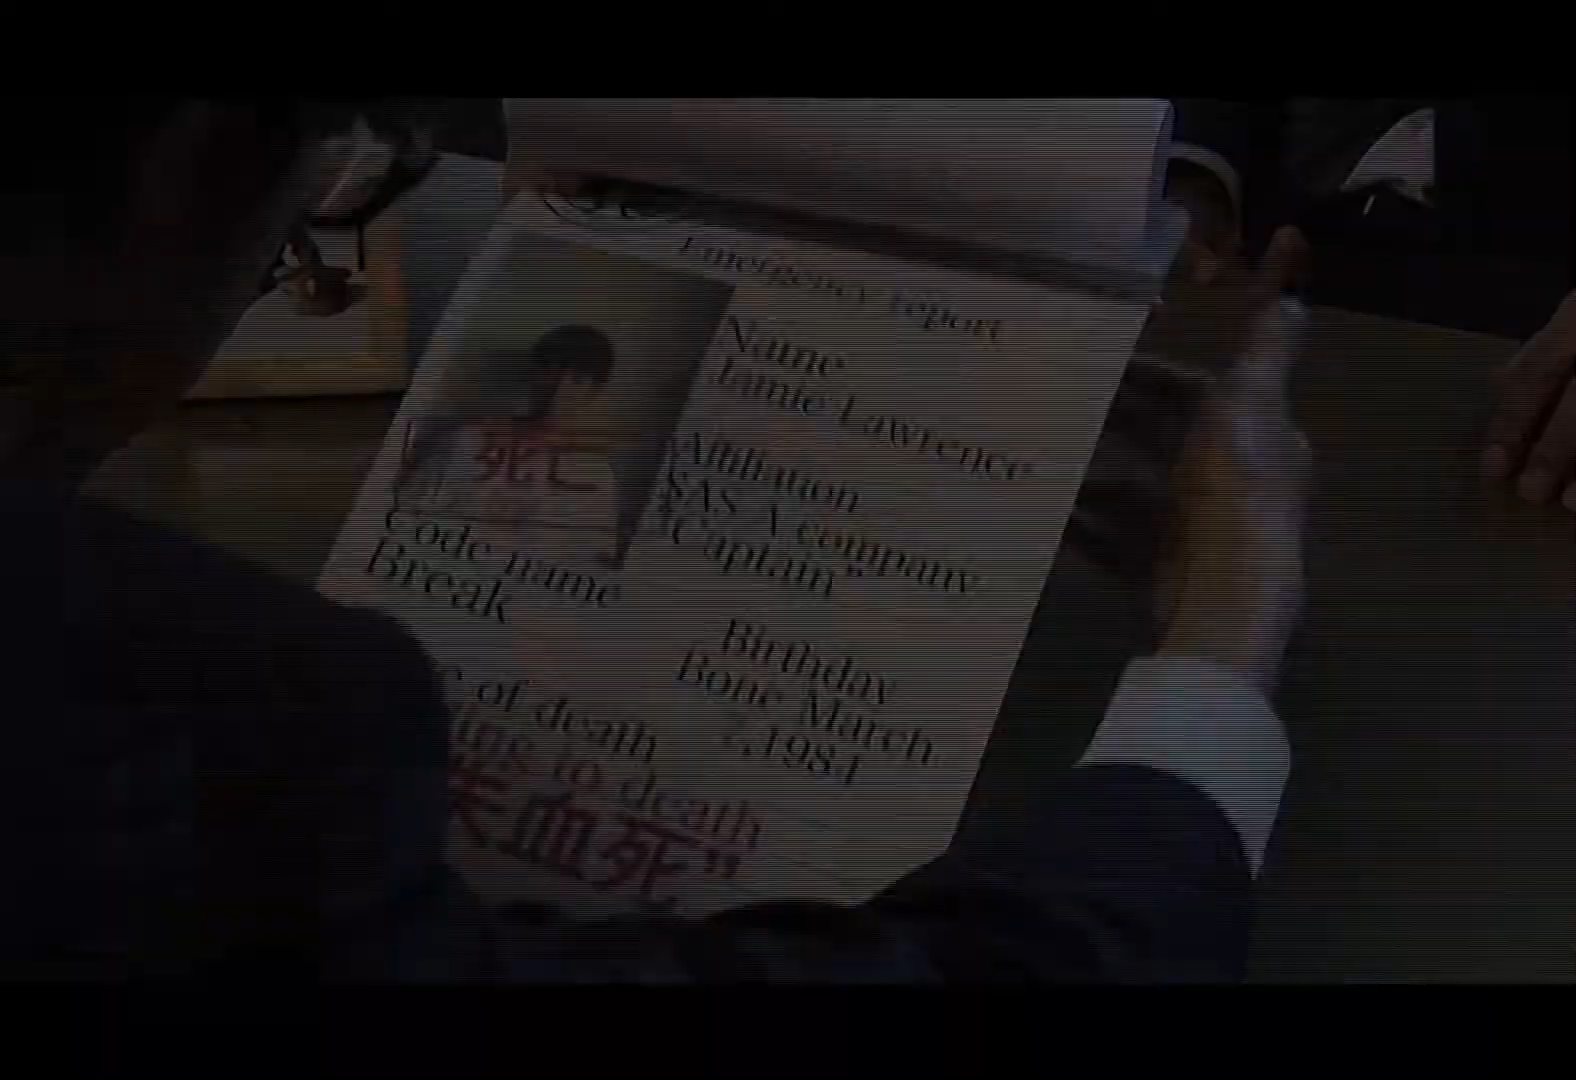 Emergency report
Name
Jamie Lawrence
死亡
Affiliation
SAS A company
"Captain"
Code name
Break
Birthday
Bone March
.1984
of death
to death
血死"